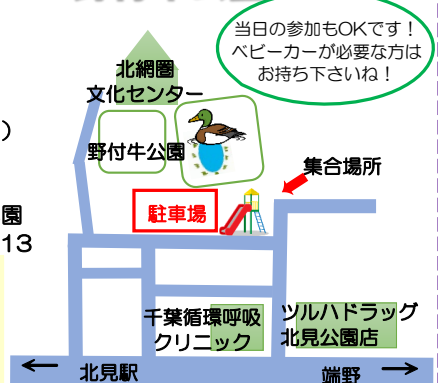 当日の参加もOKです！
ベビーカーが必要な方は
お持ち下さいね！
北網圏
文化センター
）
野付牛公園
集合場所
園
駐車場
13
千葉循環呼吸
クリニック
ツルハドラッグ
北見公園店
← 北見駅
端野 →